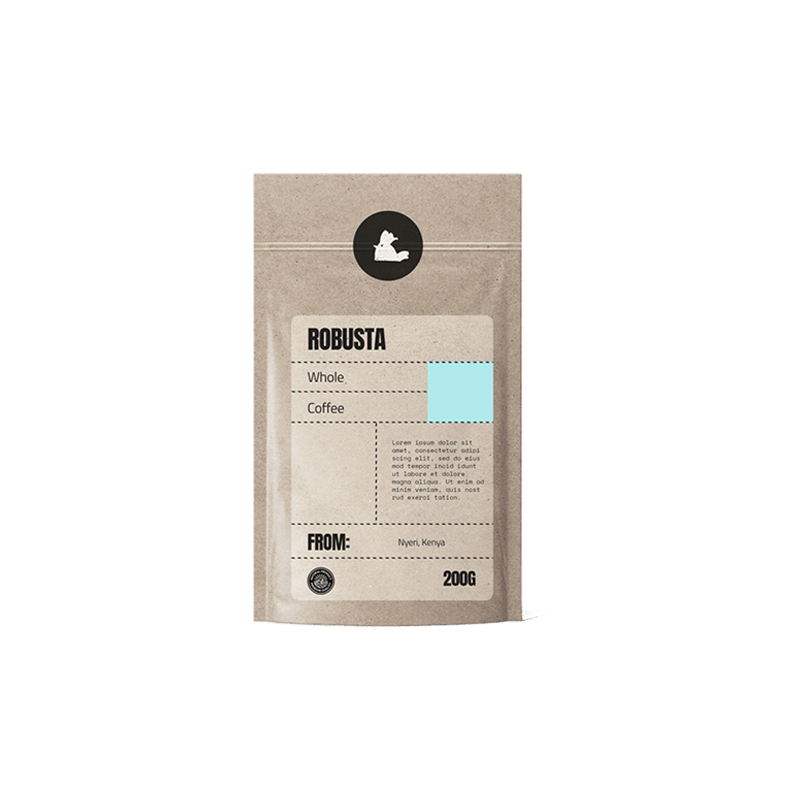 ROBUSTA
Whole
Coffee
Lorem ipsum dolor sit
amet, consectetur adipi
scing elit, sed do eius
mod tempor incid idunt
ut labore et dolore
magna aliqua. Ut enim ad
minim veniam, quis nost
rud exerci tation.
FROM:
Nyeri, Kenya
200G